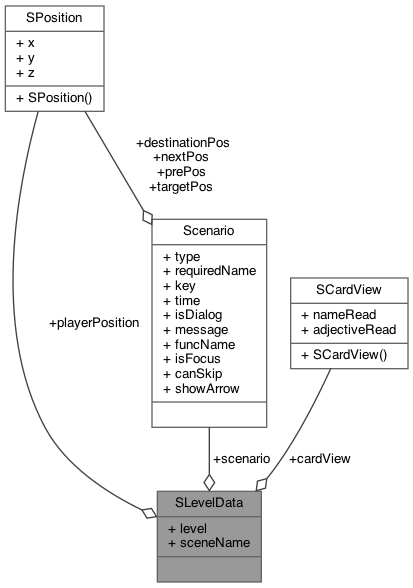 SPosition
+ x
+ y
+ z
+ SPosition()
+destinationPos
+nextPos
+prePos
+targetPos
Scenario
+ type
+ requiredName
+ key
+ time
+ isDialog
+ message
+ funcName
+ isFocus
+ canSkip
+ showArrow
SCardView
+ nameRead
+ adjectiveRead
+ SCardView()
+playerPosition
+scenario
+cardView
SLevelData
+ level
+ sceneName